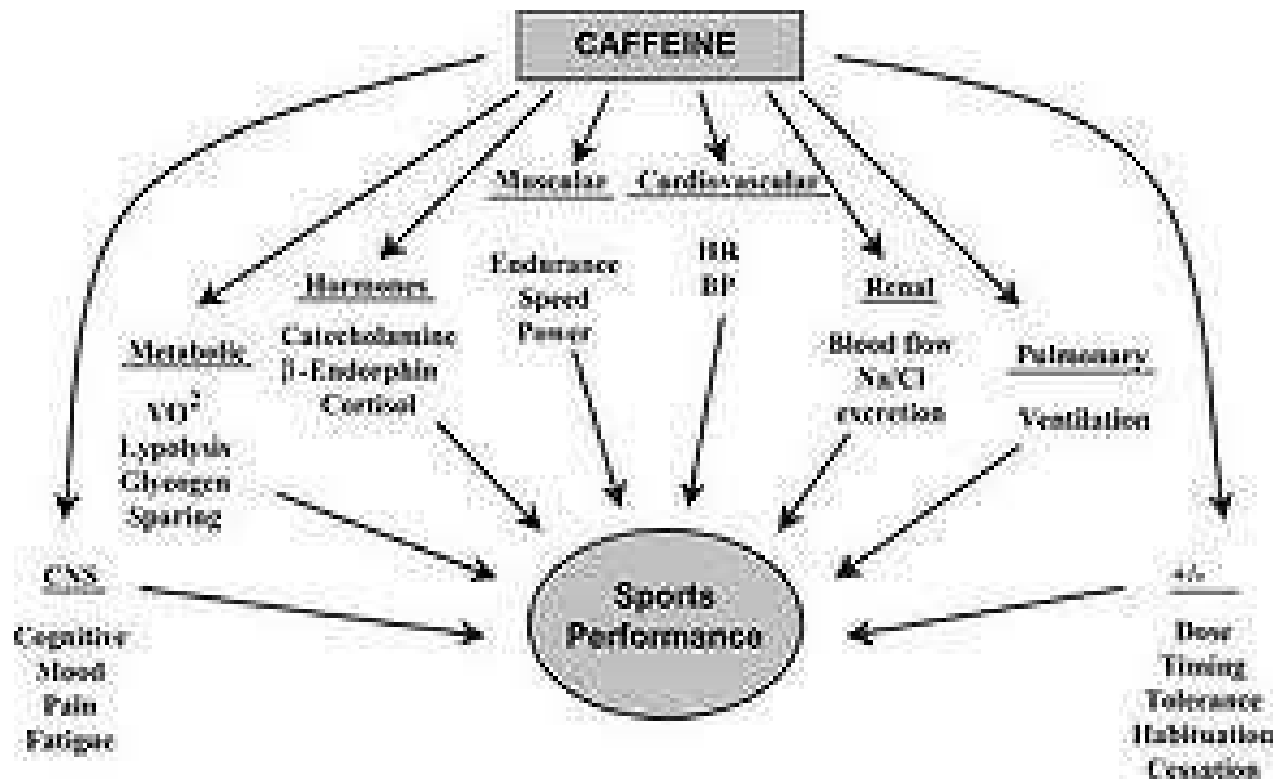 CAFFEINE
Muscular
Cardiovascular
Endurance
Speed
Power
HR
BP
Hormones
Catecholamine
β-Endorphin
Cortisol
Renal
Blood flow
Na/Cl
excretion
Metabolic
VO²
Lypolysis
Glycogen
Sparing
Pulmonary
Ventilation
CNS
Cognitive
Mood
Pain
Fatigue
Sports
Performance
+/-
Dose
Timing
Tolerance
Habituation
Cessation